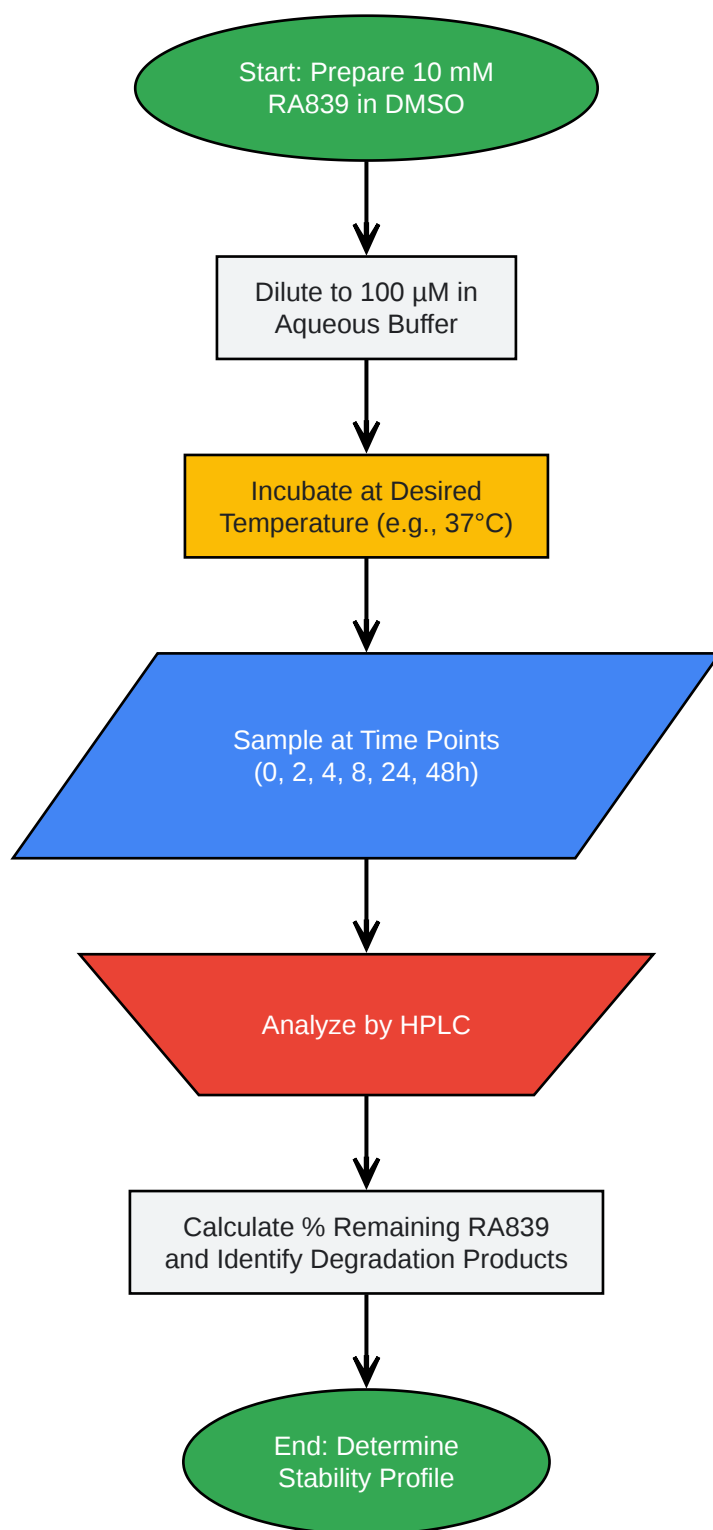 Start: Prepare 10 mM
RA839 in DMSO
Dilute to 100 µM in
Aqueous Buffer
Incubate at Desired
Temperature (e.g., 37°C)
Sample at Time Points
(0, 2, 4, 8, 24, 48h)
Analyze by HPLC
Calculate % Remaining RA839
and Identify Degradation Products
End: Determine
Stability Profile